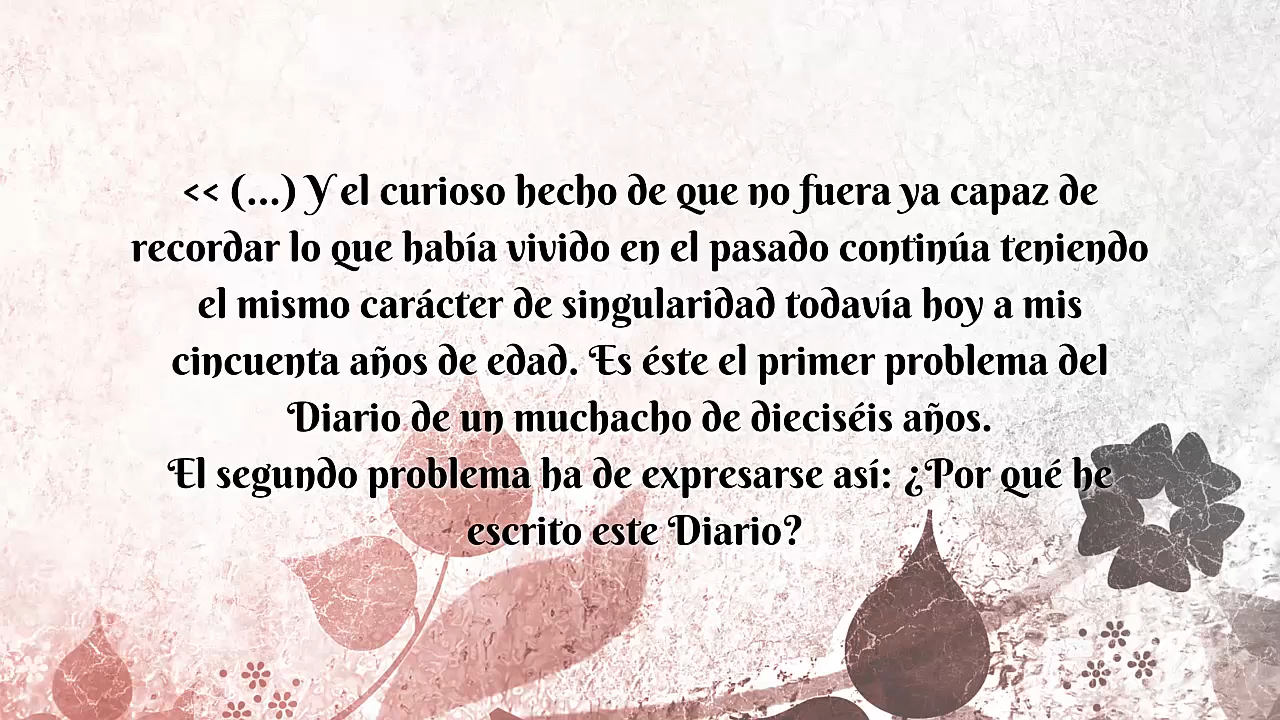 << (...) Y el curioso hecho de que no fuera ya capaz de
recordar lo que había vivido en el pasado continúa teniendo
el mismo carácter de singularidad todavía hoy a mis
cincuenta años de edad. Es éste el primer problema del
Diario de un muchacho de dieciséis años.
El segundo problema ha de expresarse así: ¿Por qué he
escrito este Diario?